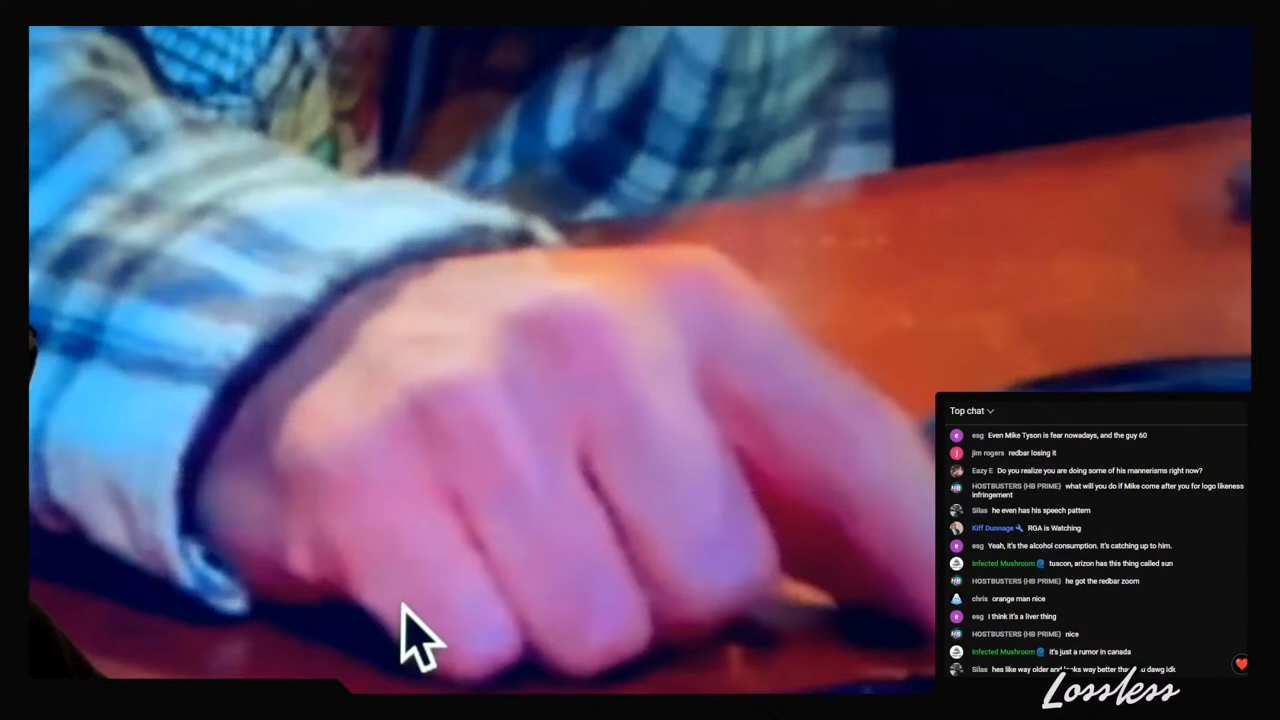 Top chat
esg Even Mike Tyson is fear nowadays, and the guy 60
jim rogers redbar losing it
Eazy E Do you realize you are doing some of his mannerisms right now?
HOSTBUSTERS {HB PRIME} what will you do if Mike come after you for logo likeness
infringement
Silas he even has his speech pattern
Kiff Dunnage RGA is Watching
esg Yeah, it's the alcohol consumption. It's catching up to him.
Infected Mushroom tuscon, arizon has this thing called sun
HOSTBUSTERS {HB PRIME} he got the redbar zoom
chris orange man nice
esg I think it's a liver thing
HOSTBUSTERS {HB PRIME} nice
Infected Mushroom it's just a rumor in canada
Silas hes like way older and looks way better dawg idk
Lossless